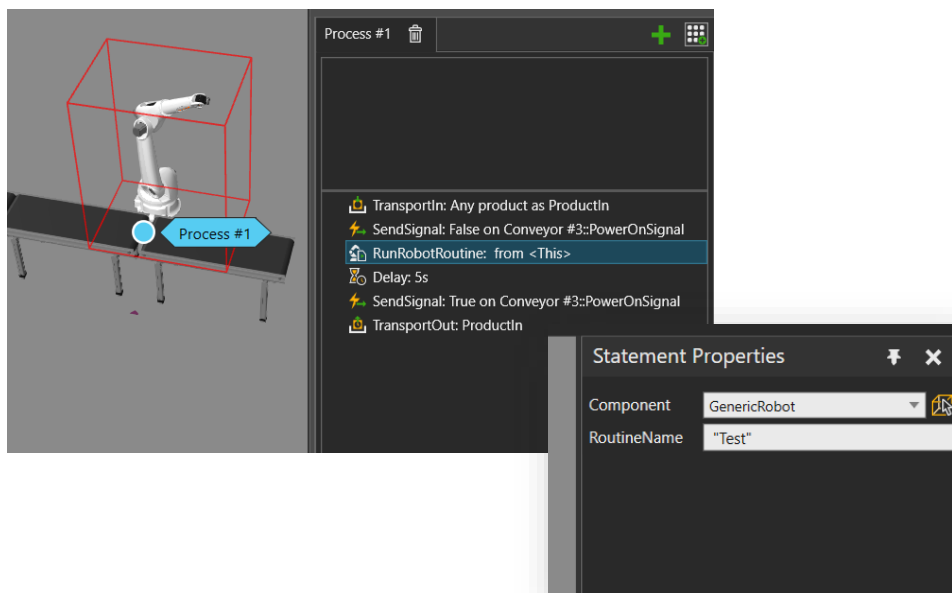 Process #1
Process #1
TransportIn: Any product as ProductIn
SendSignal: False on Conveyor #3::PowerOnSignal
RunRobotRoutine:  from <This>
Delay: 5s
SendSignal: True on Conveyor #3::PowerOnSignal
TransportOut: ProductIn
Statement Properties
Component
GenericRobot
RoutineName
"Test"